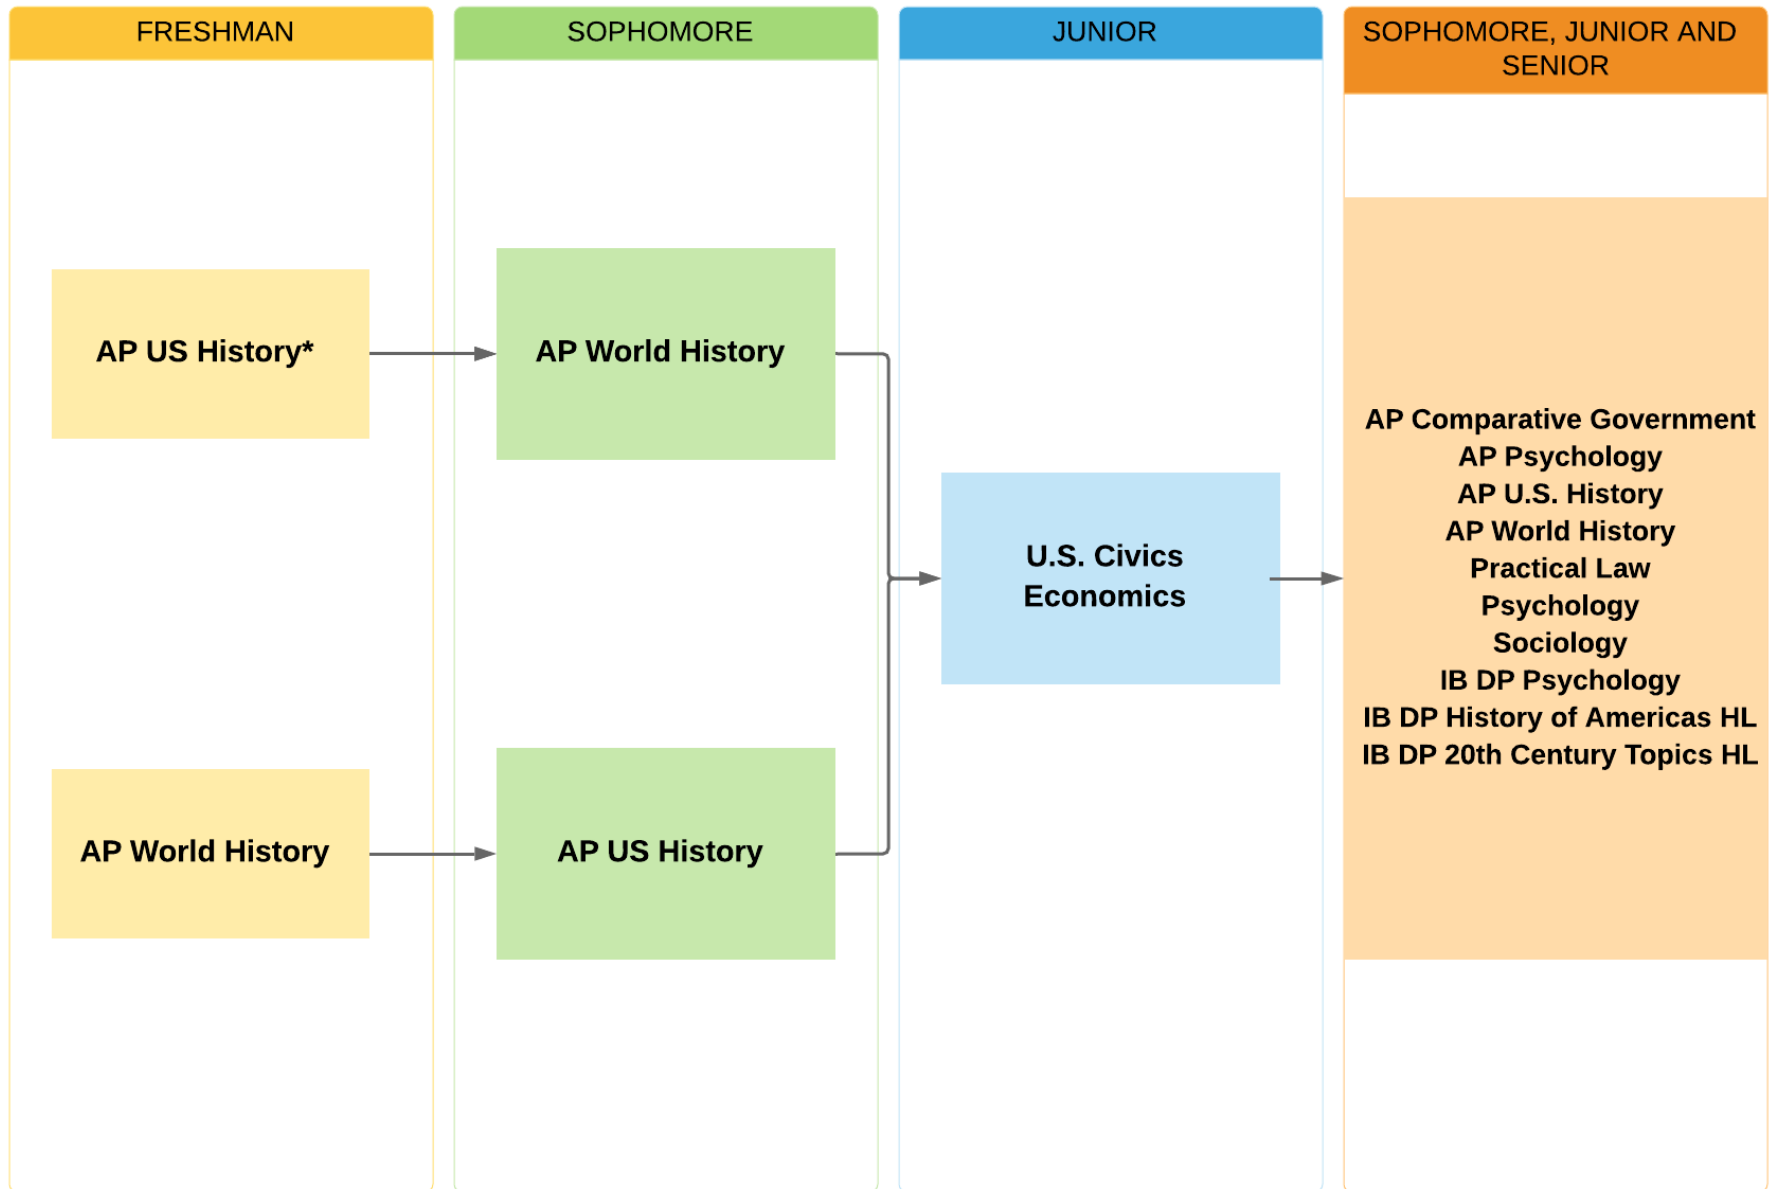 FRESHMAN
SOPHOMORE
JUNIOR
SOPHOMORE, JUNIOR AND
SENIOR
AP US History*
AP World History
AP World History
AP US History
U.S. Civics
Economics
AP Comparative Government
AP Psychology
AP U.S. History
AP World History
Practical Law
Psychology
Sociology
IB DP Psychology
IB DP History of Americas HL
IB DP 20th Century Topics HL